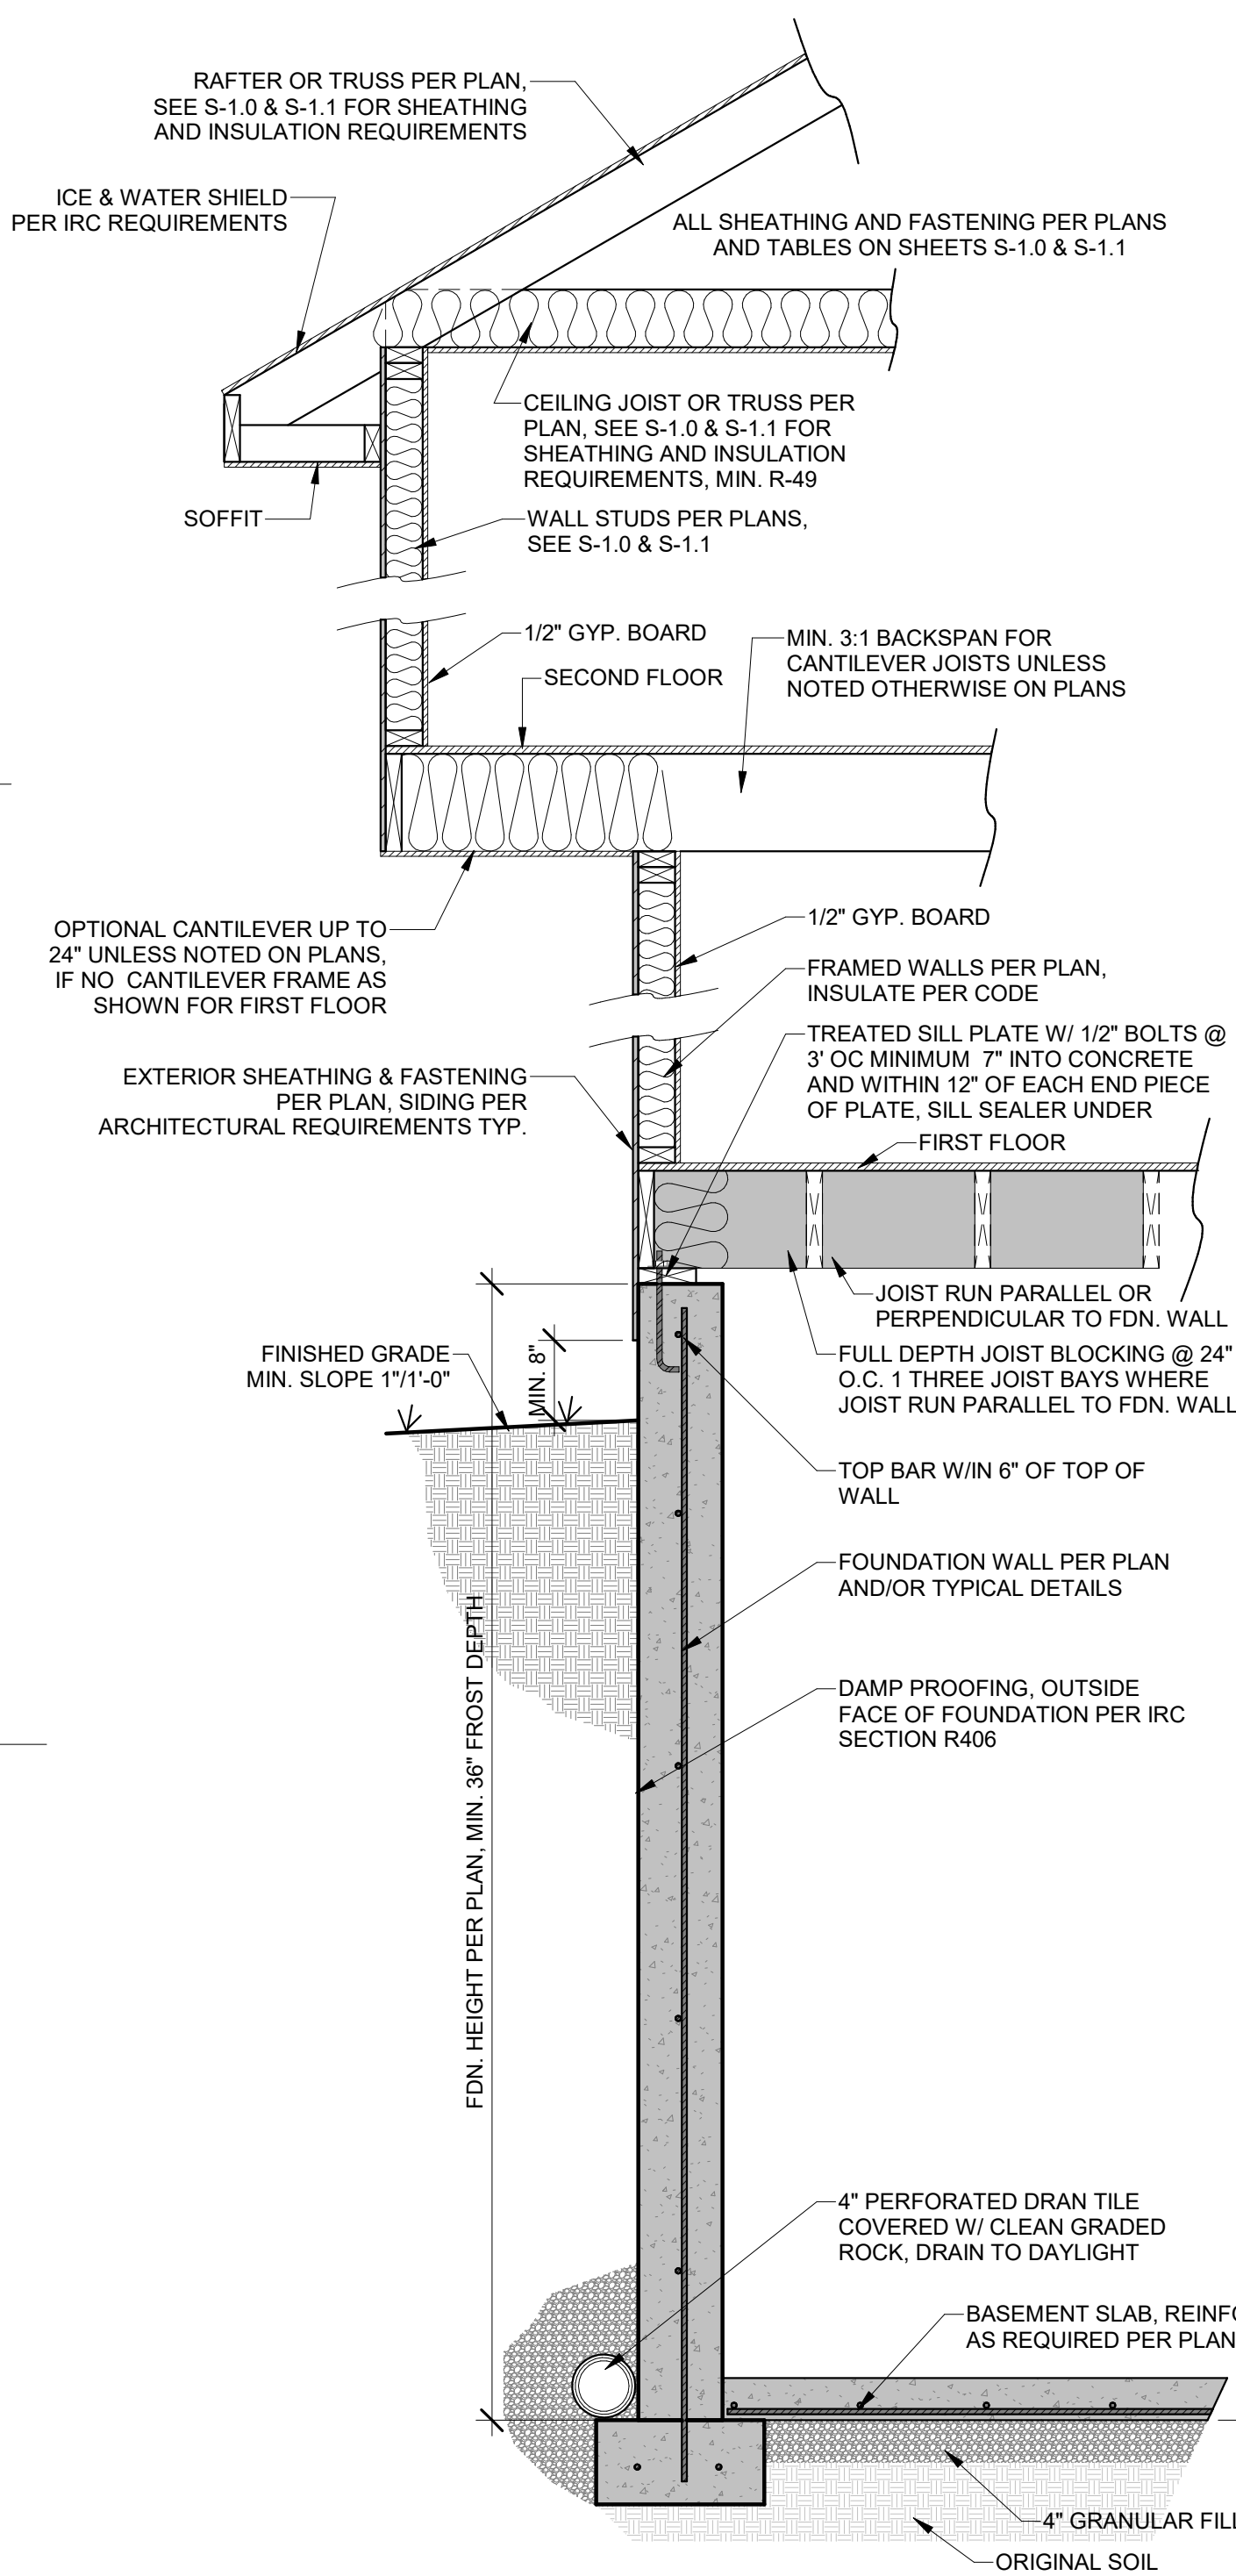 RAFTER OR TRUSS PER PLAN,
SEE S-1.0 & S-1.1 FOR SHEATHING
AND INSULATION REQUIREMENTS
ICE & WATER SHIELD
PER IRC REQUIREMENTS
ALL SHEATHING AND FASTENING PER PLANS
AND TABLES ON SHEETS S-1.0 & S-1.1
CEILING JOIST OR TRUSS PER
PLAN, SEE S-1.0 & S-1.1 FOR
SHEATHING AND INSULATION
REQUIREMENTS, MIN. R-49
SOFFIT
WALL STUDS PER PLANS,
SEE S-1.0 & S-1.1
1/2" GYP. BOARD
SECOND FLOOR
MIN. 3:1 BACKSPAN FOR
CANTILEVER JOISTS UNLESS
NOTED OTHERWISE ON PLANS
OPTIONAL CANTILEVER UP TO
24" UNLESS NOTED ON PLANS,
IF NO CANTILEVER FRAME AS
SHOWN FOR FIRST FLOOR
1/2" GYP. BOARD
FRAMED WALLS PER PLAN,
INSULATE PER CODE
TREATED SILL PLATE W/ 1/2" BOLTS @
3' OC MINIMUM 7" INTO CONCRETE
AND WITHIN 12" OF EACH END PIECE
OF PLATE, SILL SEALER UNDER
EXTERIOR SHEATHING & FASTENING
PER PLAN, SIDING PER
ARCHITECTURAL REQUIREMENTS TYP.
FIRST FLOOR
JOIST RUN PARALLEL OR
PERPENDICULAR TO FDN. WALL
FINISHED GRADE
MIN. SLOPE 1"/1'-0"
MIN. 8"
FULL DEPTH JOIST BLOCKING @ 24"
O.C. 1 THREE JOIST BAYS WHERE
JOIST RUN PARALLEL TO FDN. WALL
TOP BAR W/IN 6" OF TOP OF
WALL
FOUNDATION WALL PER PLAN
AND/OR TYPICAL DETAILS
FDN. HEIGHT PER PLAN, MIN. 36" FROST DEPTH
DAMP PROOFING, OUTSIDE
FACE OF FOUNDATION PER IRC
SECTION R406
4" PERFORATED DRAN TILE
COVERED W/ CLEAN GRADED
ROCK, DRAIN TO DAYLIGHT
BASEMENT SLAB,
AS REQUIRED PER PLAN
4" GRANULAR FILL
ORIGINAL SOIL